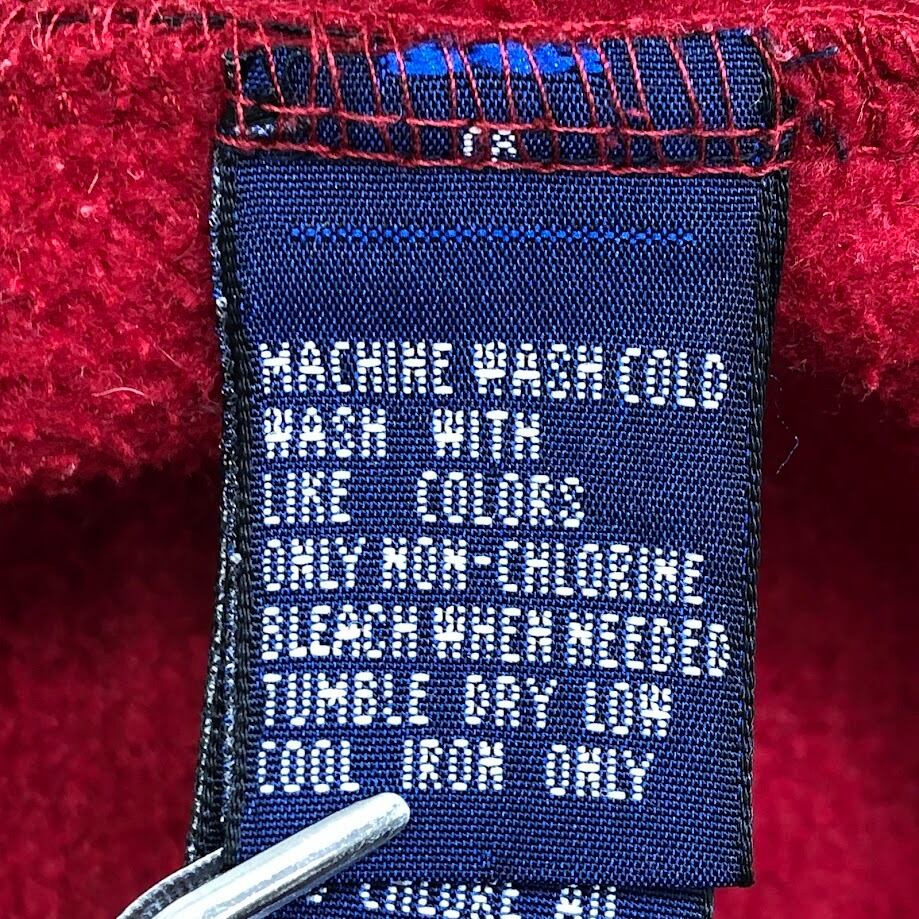 MACHINE WASH COLD
WASH WITH
LIKE COLORS
ONLY NON-CHLORINE
BLEACH WHEN NEEDED
TUMBLE DRY LOW
COOL IRON ONLY